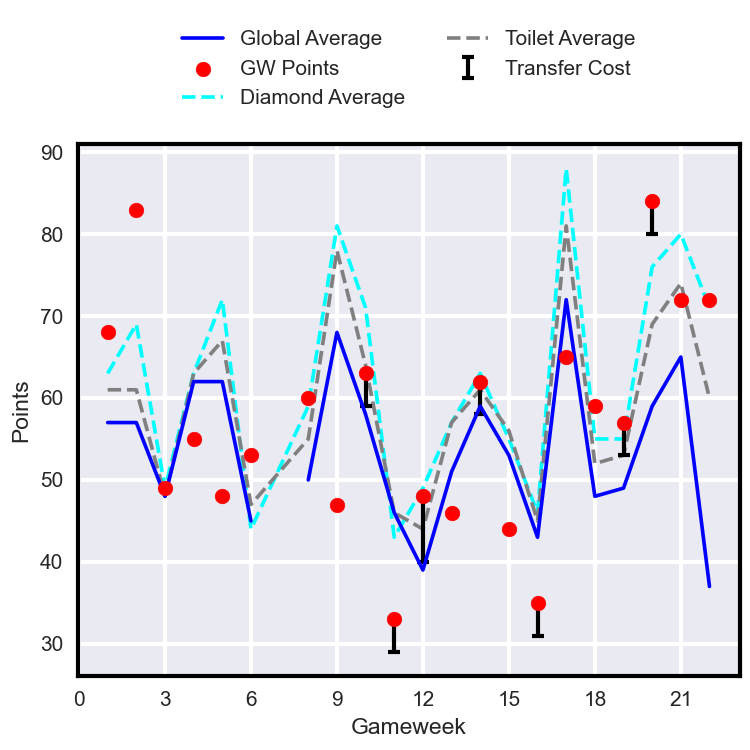 Global Average
GW Points
Diamond Average
Toilet Average
Transfer Cost
90
80
70
60
50
40
30
Points
0 3 6 9 12 15 18 21
Gameweek